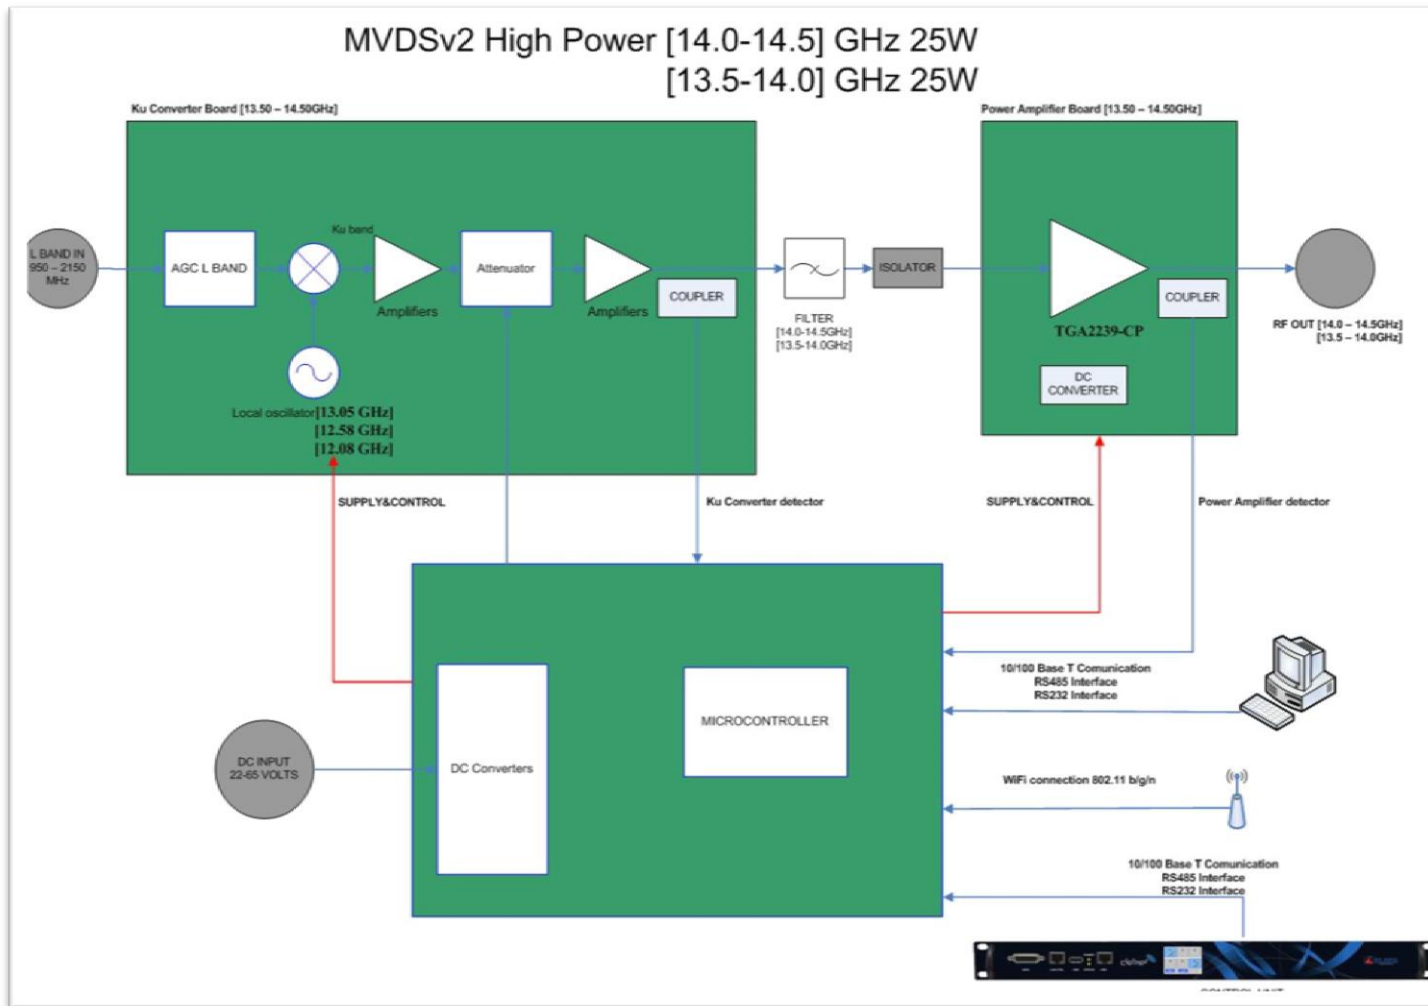 MVDSv2 High Power [14.0-14.5] GHz 25W
[13.5-14.0] GHz 25W
Ku Converter Board [13.50 – 14.50GHz]
Power Amplifier Board [13.50 – 14.50GHz]
L BAND IN
950 – 2150
MHz
AGC L BAND
Ku band
Amplifiers
Attenuator
Amplifiers
COUPLER
FILTER
[14.0-14.5GHz]
[13.5-14.0GHz]
ISOLATOR
TGA2239-CP
COUPLER
DC
CONVERTER
RF OUT [14.0 – 14.5GHz]
[13.5 – 14.0GHz]
Local oscillator[13.05 GHz]
[12.58 GHz]
[12.08 GHz]
SUPPLY&CONTROL
Ku Converter detector
SUPPLY&CONTROL
Power Amplifier detector
DC INPUT
22-65 VOLTS
DC Converters
MICROCONTROLLER
10/100 Base T Comunication
RS485 Interface
RS232 Interface
WiFi connection 802.11 b/g/n
10/100 Base T Comunication
RS485 Interface
RS232 Interface